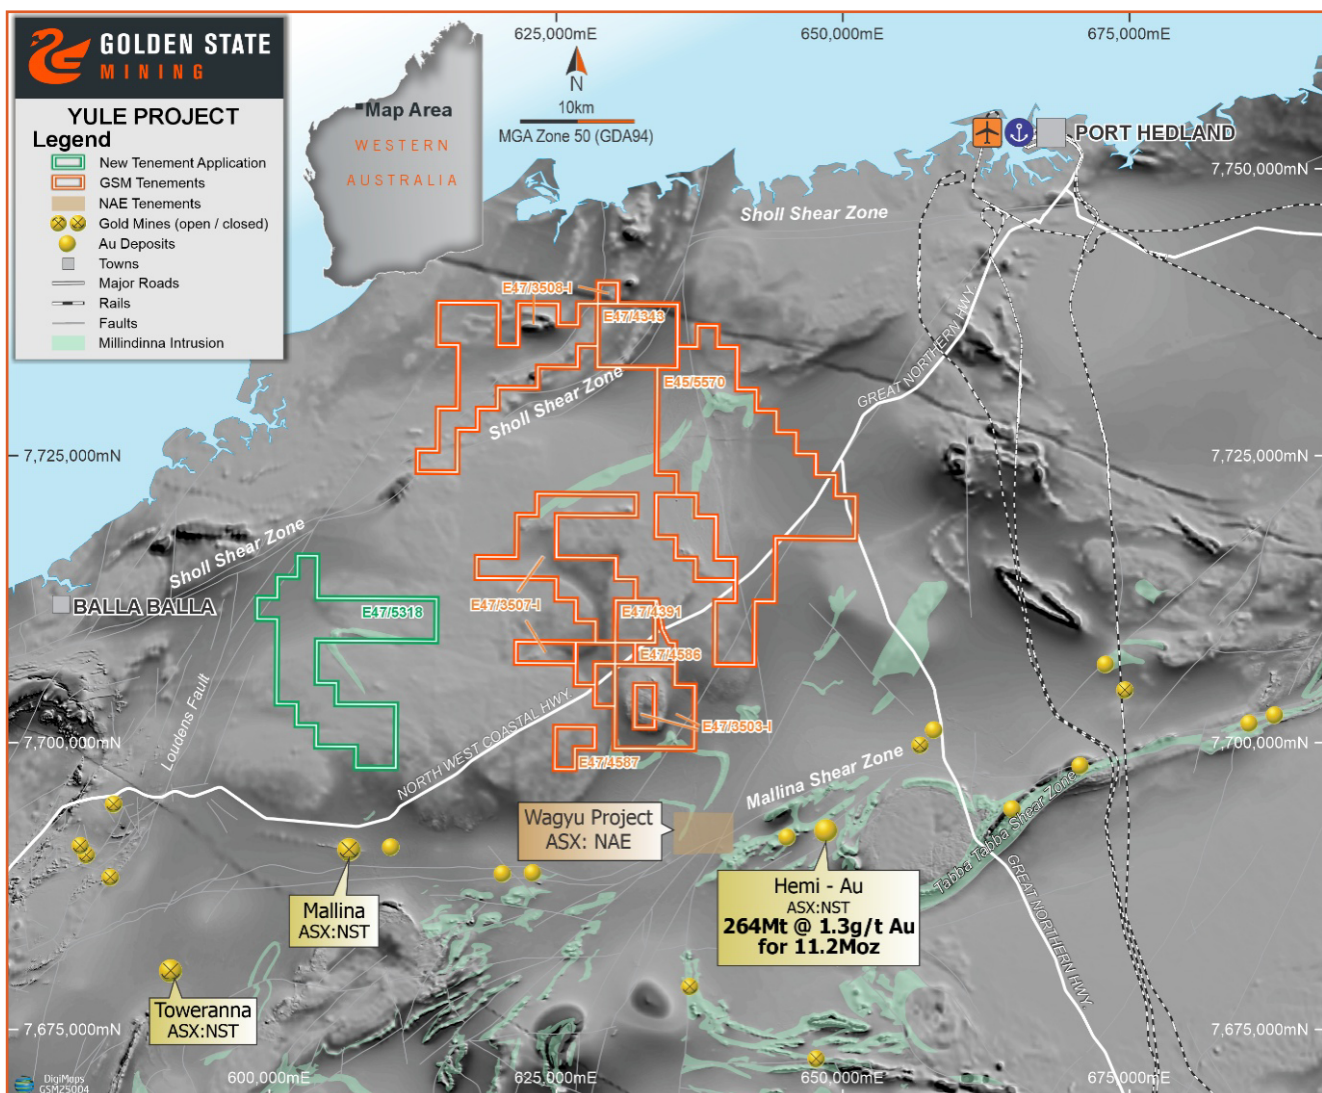 GOLDEN STATE
MINING
YULE PROJECT
Legend
New Tenement Application
GSM Tenements
NAE Tenements
Gold Mines (open / closed)
Au Deposits
Towns
Major Roads
Rails
Faults
Millindinna Intrusion
Map Area
WESTERN
AUSTRALIA
625,000mE
650,000mE
675,000mE
N
10km
MGA Zone 50 (GDA94)
PORT HEDLAND
7,750,000mN
Sholl Shear Zone
E47/3508-I
E47/4343
GREAT NORTHERN HWY
E45/5570
Sholl Shear Zone
7,725,000mN
7,725,000mN
Sholl Shear Zone
BALLA BALLA
E47/5318
E47/3507-I
E47/4391
E47/4586
Loudens Fault
NORTH WEST COASTAL HWY
E47/3503-I
E47/4587
7,700,000mN
7,700,000mN
Mallina Shear Zone
Tabba Tabba Shear Zone
Wagyu Project
ASX: NAE
Hemi - Au
ASX:NST
264Mt @ 1.3g/t Au
for 11.2Moz
GREAT NORTHERN HWY
Mallina
ASX:NST
Toweranna
ASX:NST
7,675,000mN
7,675,000mN
DigiMaps
GSM25004
600,000mE
625,000mE
650,000mE
675,000mE